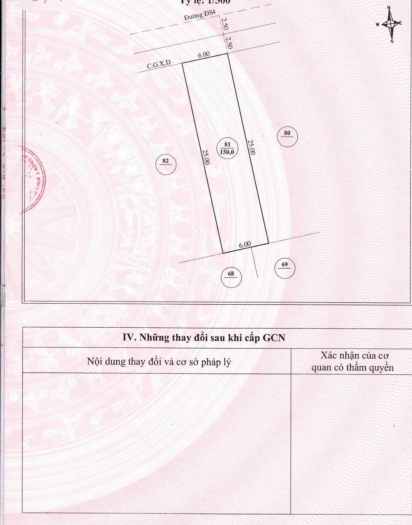 Tỷ lệ: 1/500
Đường Đ54
2.50
2.50
6.00
C.G.X.D
80
81
150.0
82
25.00
25.00
6.00
69
68
IV. Những thay đổi sau khi cấp GCN
Nội dung thay đổi và cơ sở pháp lý
Xác nhận của cơ
quan có thẩm quyền